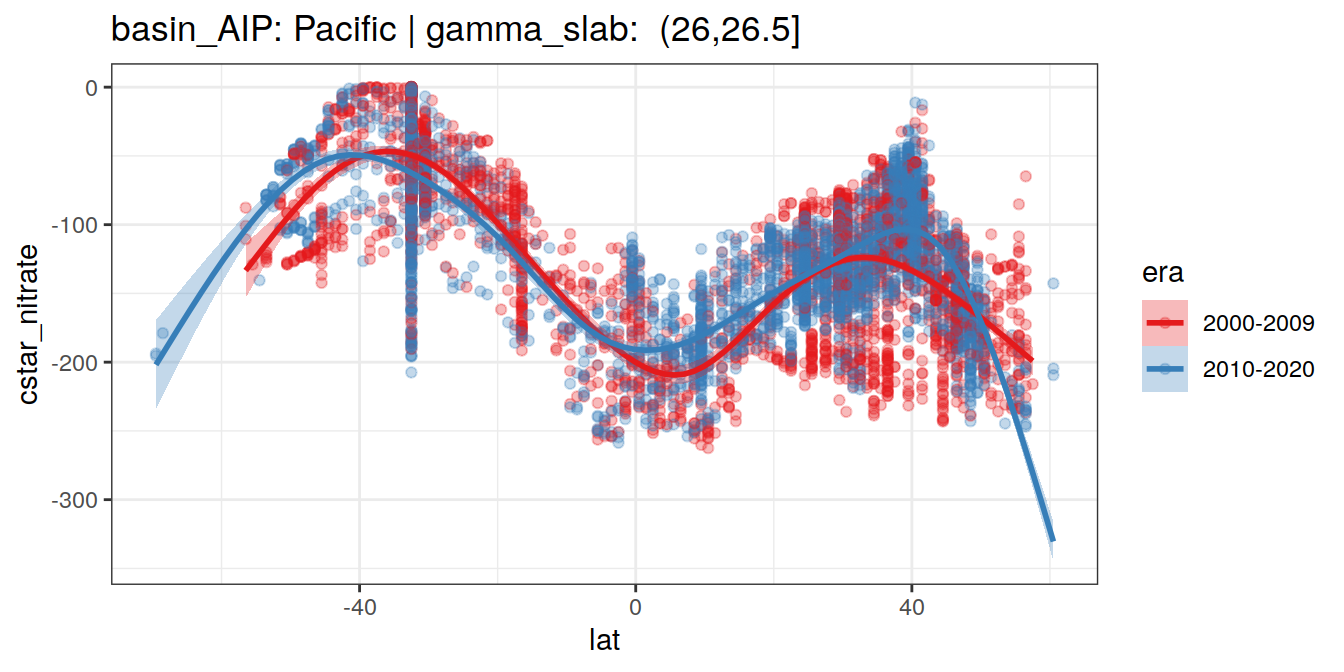 basin_AIP: Pacific | gamma_slab:  (26,26.5]
0
-100
-200
-300
cstar_nitrate
-40
0
40
lat
era
2000-2009
2010-2020